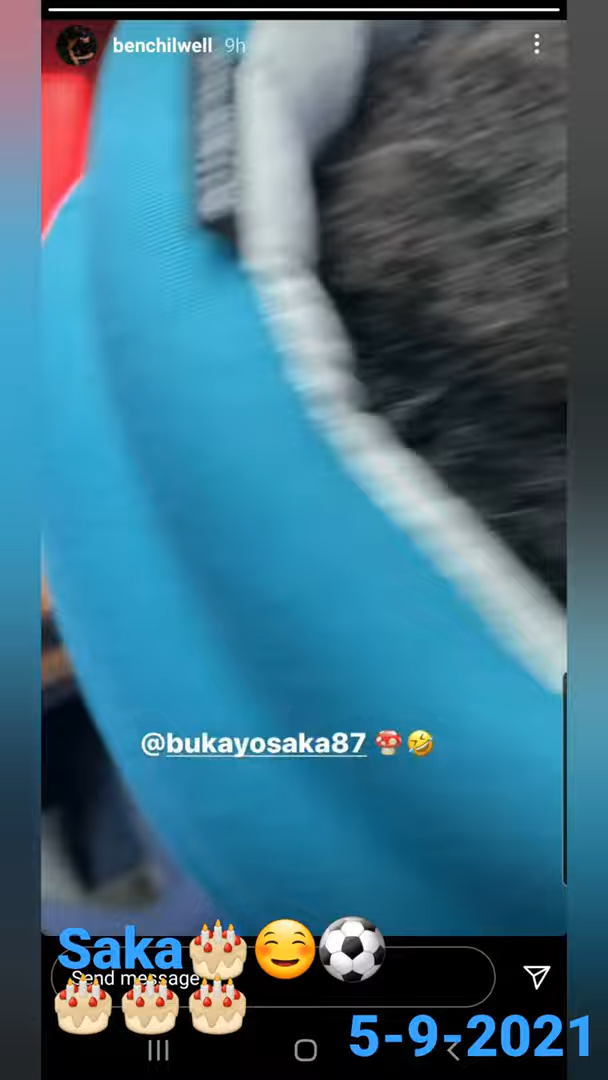 benchilwell 9h
@bukayosaka87 🍄🤣
Saka🎂😊⚽
Send message
🎂🎂🎂
5-9-2021